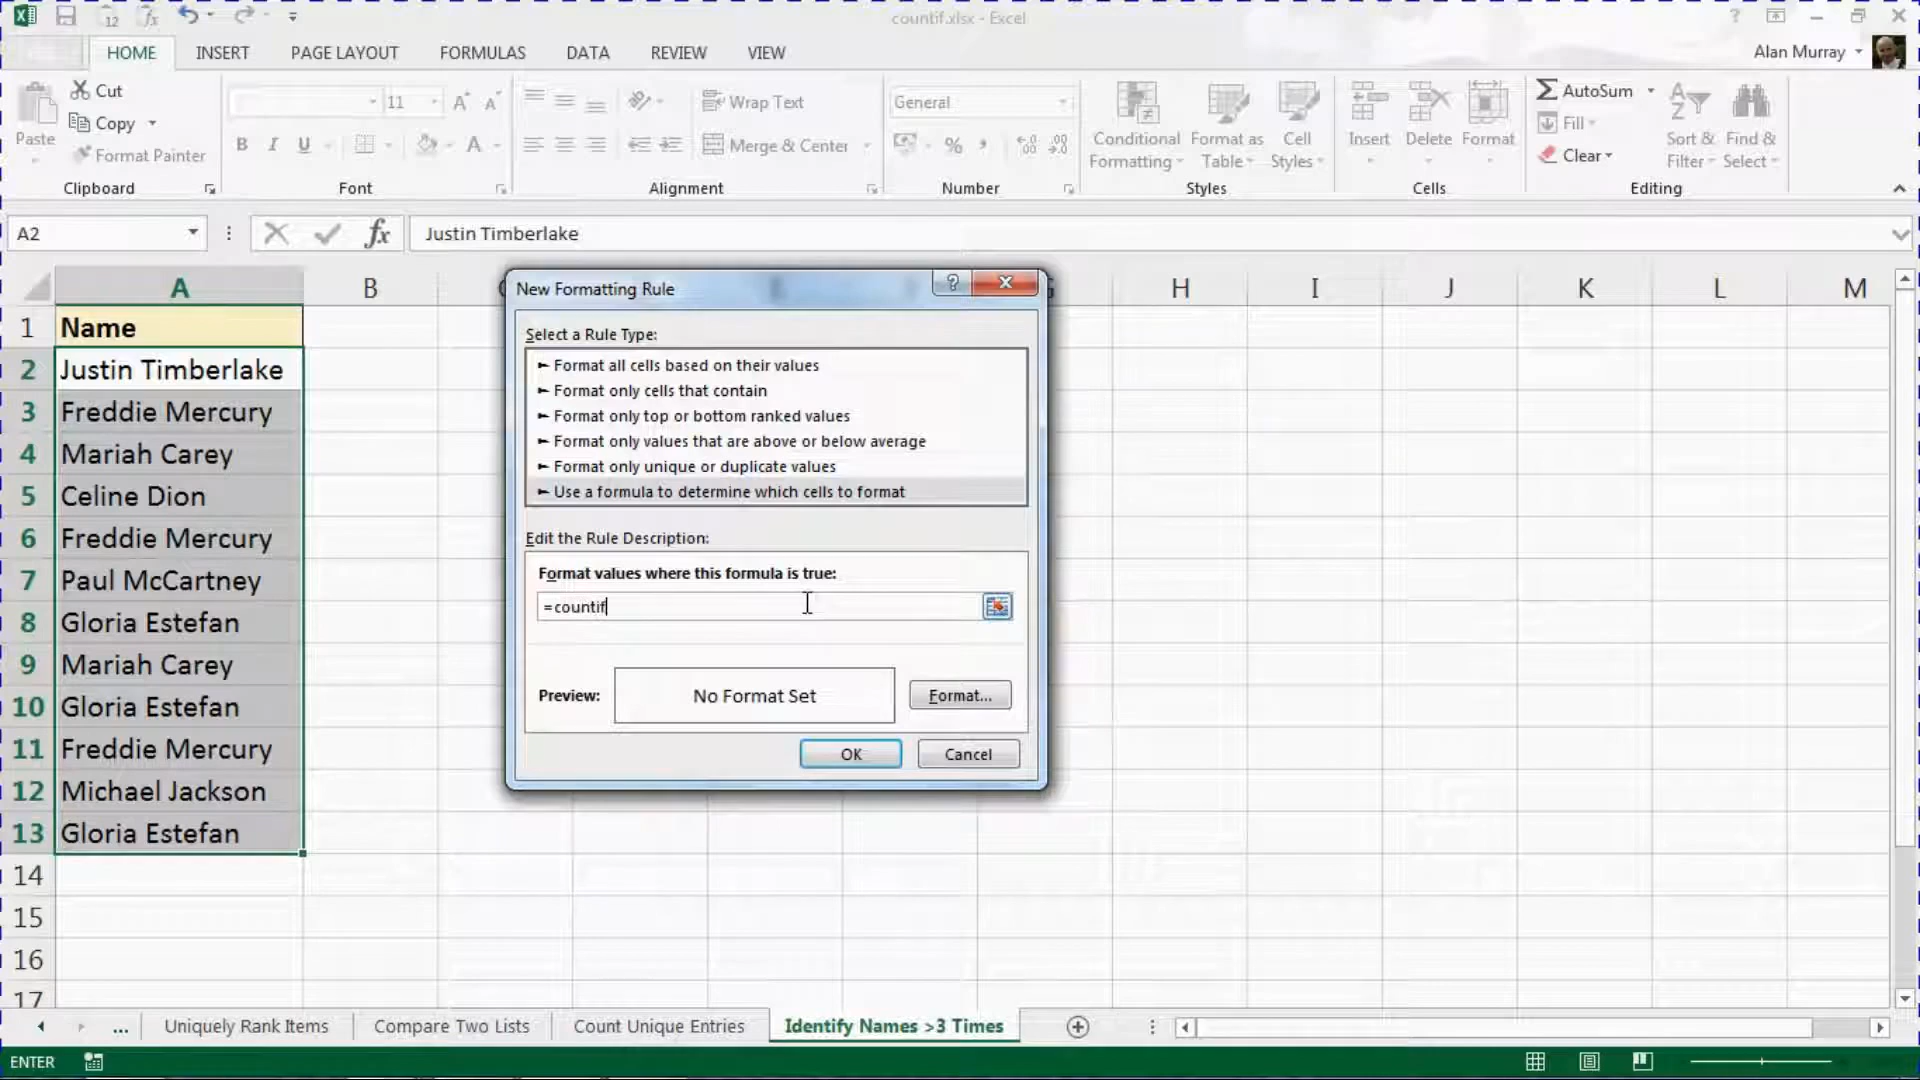 countif.xlsx - Excel
HOME INSERT PAGE LAYOUT FORMULAS DATA REVIEW VIEW Alan Murray
Paste
Cut
Copy
Format Painter
Clipboard
11
B I U
Font
Wrap Text
Merge & Center
Alignment
General
%
Number
Conditional Formatting
Format as Table
Cell Styles
Styles
Insert Delete Format
Cells
AutoSum
Fill
Clear
Sort & Filter
Find & Select
Editing
A2 fx Justin Timberlake
A B H I J K L M
1 Name
2 Justin Timberlake
3 Freddie Mercury
4 Mariah Carey
5 Celine Dion
6 Freddie Mercury
7 Paul McCartney
8 Gloria Estefan
9 Mariah Carey
10 Gloria Estefan
11 Freddie Mercury
12 Michael Jackson
13 Gloria Estefan
14
15
16
17
New Formatting Rule
Select a Rule Type:
► Format all cells based on their values
► Format only cells that contain
► Format only top or bottom ranked values
► Format only values that are above or below average
► Format only unique or duplicate values
► Use a formula to determine which cells to format
Edit the Rule Description:
Format values where this formula is true:
=countif
Preview: No Format Set Format...
OK Cancel
... Uniquely Rank Items Compare Two Lists Count Unique Entries Identify Names >3 Times
ENTER